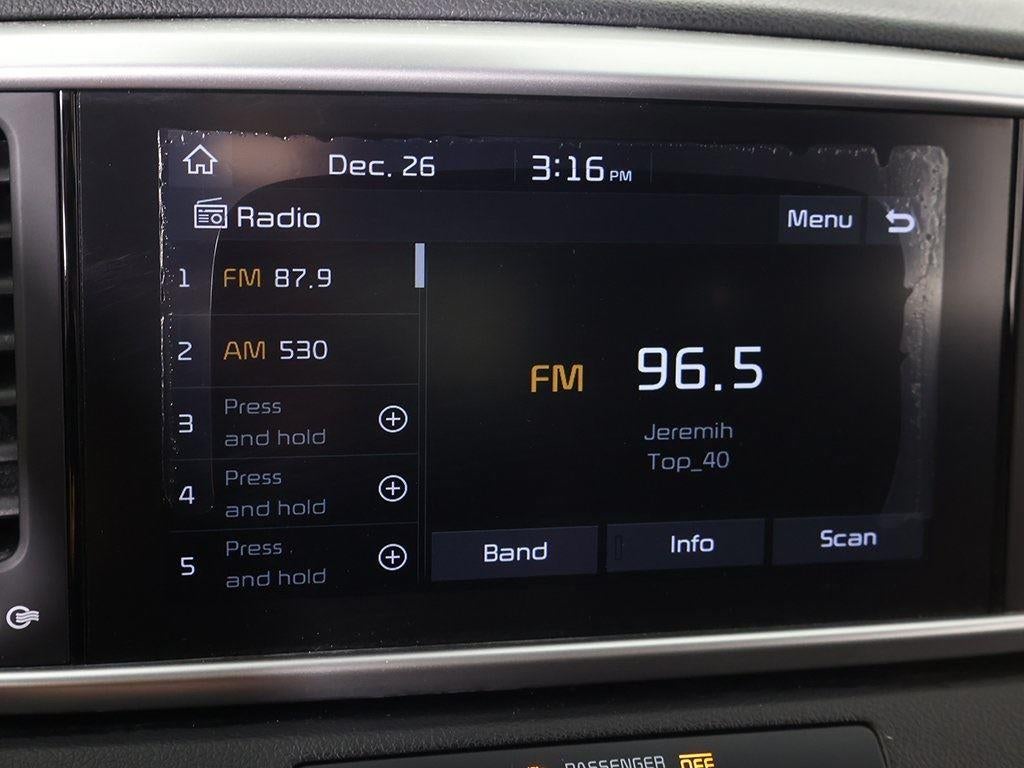 Dec. 26 3:16 PM
Radio Menu
1 FM 87.9
2 AM 530
3 Press
and hold
4 Press
and hold
5 Press
and hold
FM 96.5
Jeremih
Top_40
Band Info Scan
PASSENGER OFF